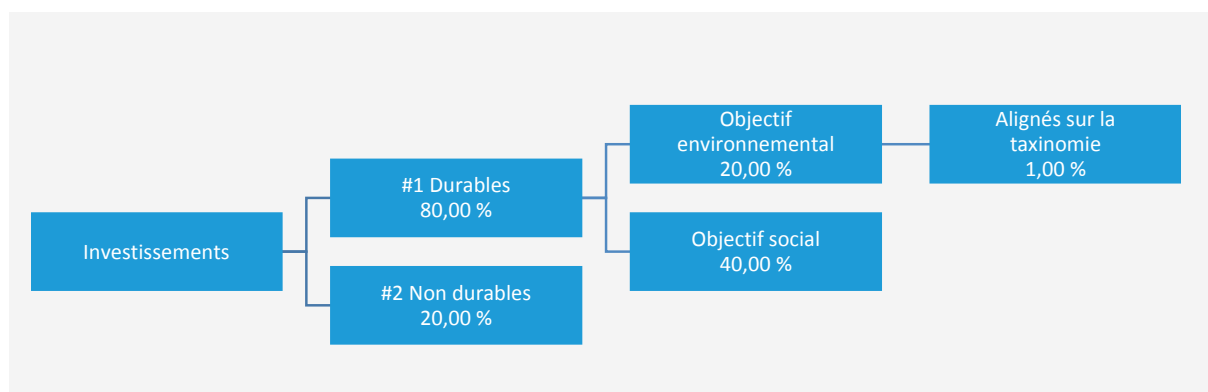 Investissements
#1 Durables
80,00 %
#2 Non durables
20,00 %
Objectif
environnemental
20,00 %
Objectif social
40,00 %
Alignés sur la
taxinomie
1,00 %